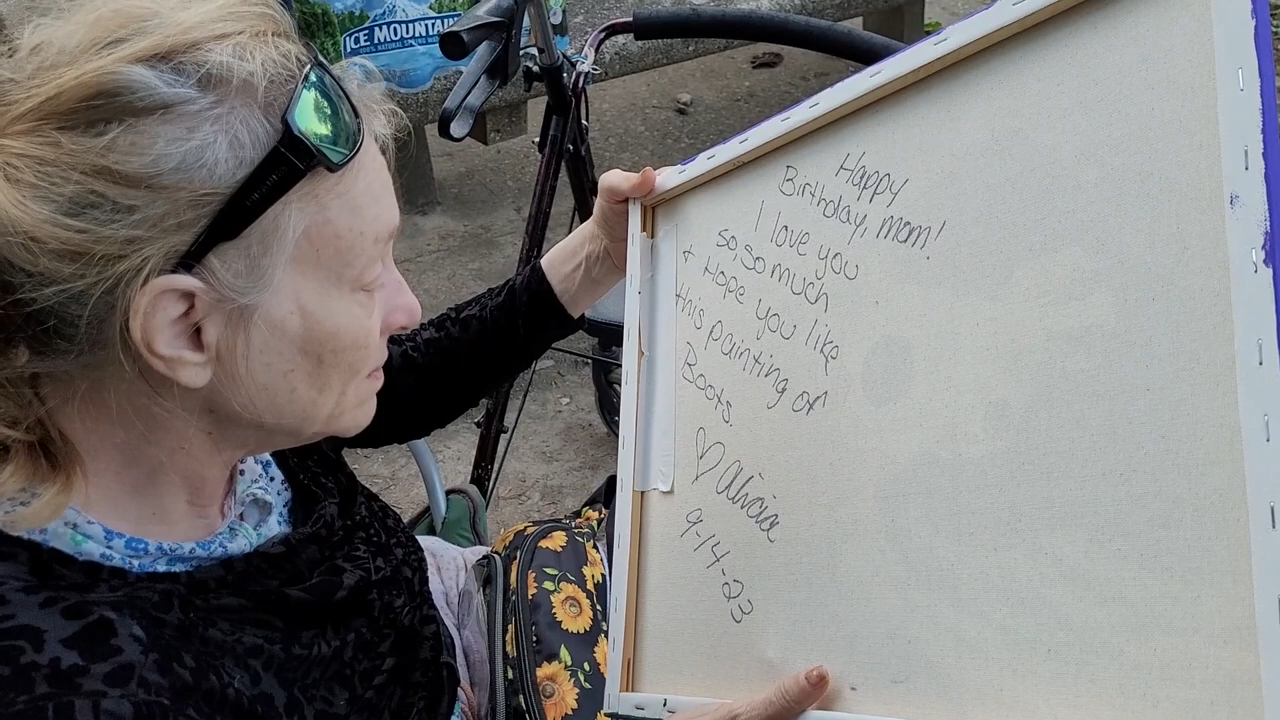 ICE MOUNTAIN
100% NATURAL SPRING
Happy
Birthday, mom!
I love you
so, so much
& Hope you like
this painting of
Boots.
♡ Alicia
9-14-23